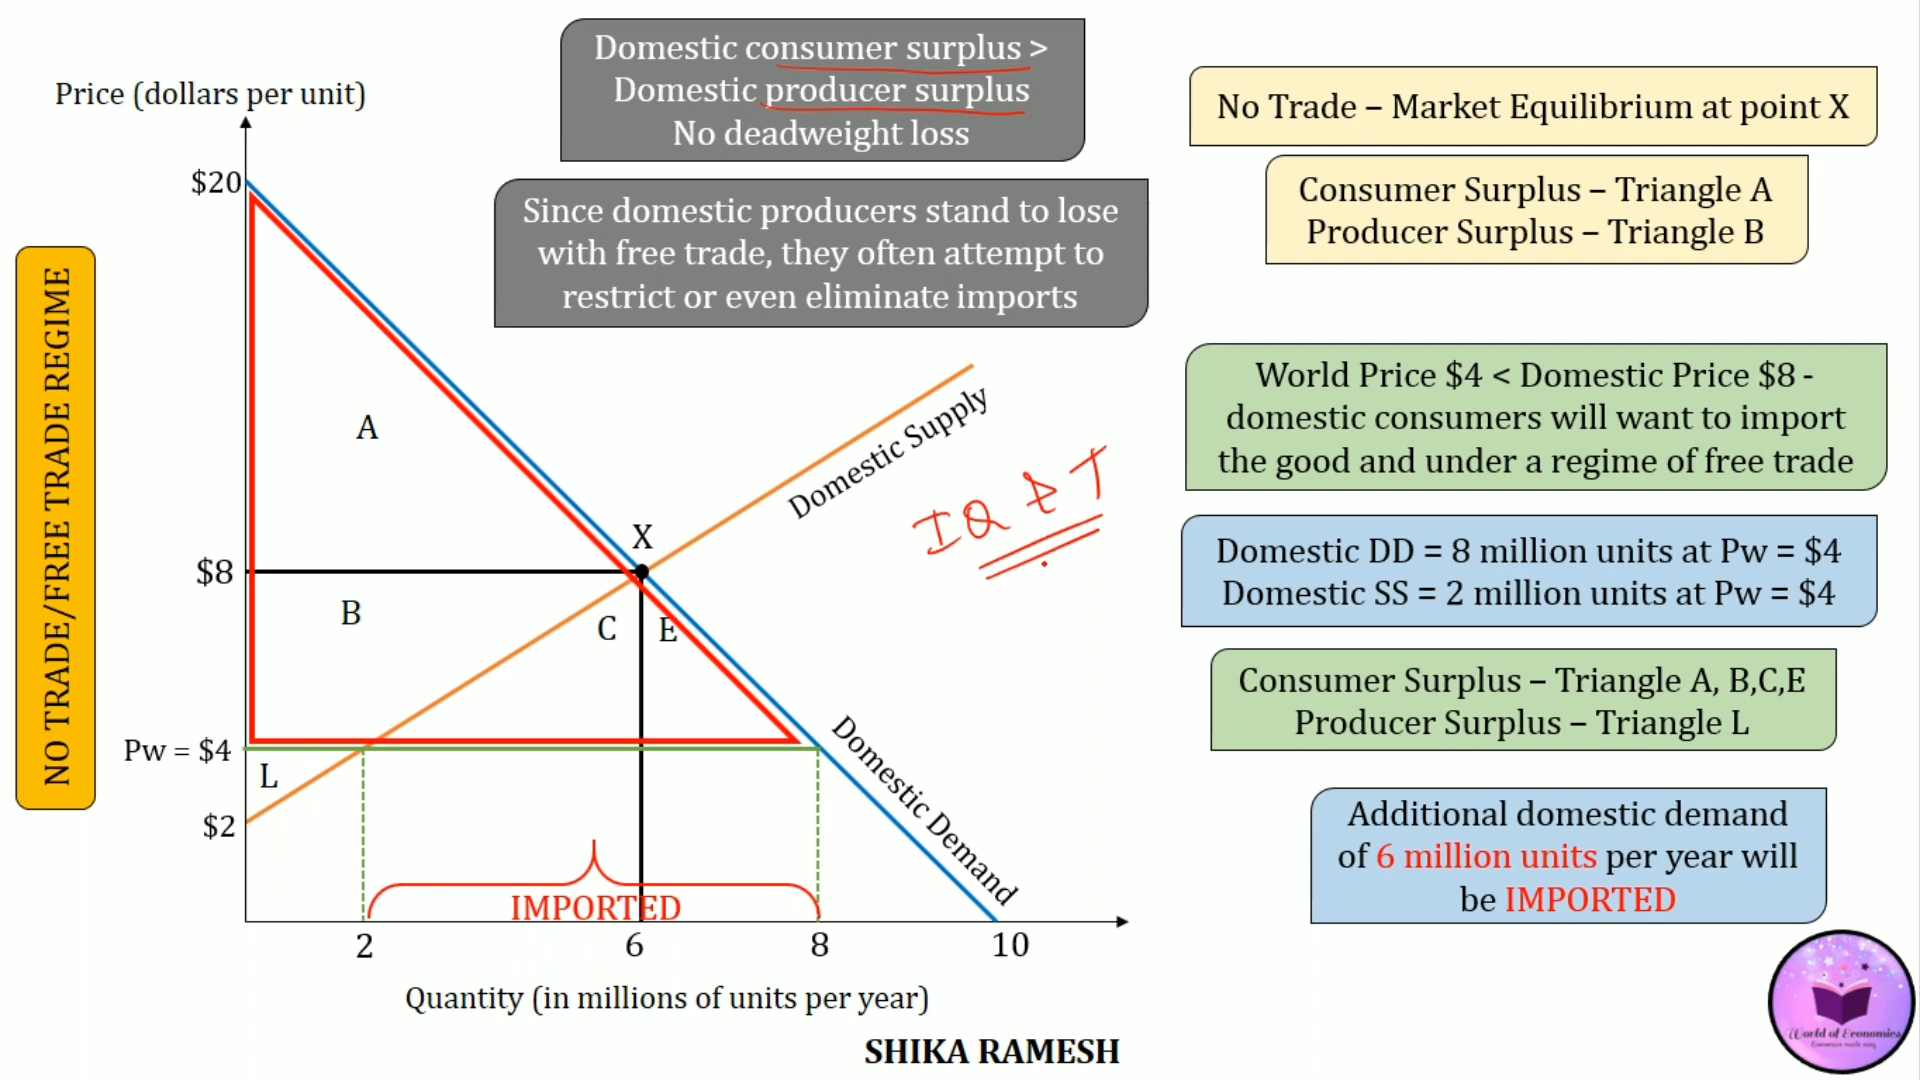 Domestic consumer surplus >
Domestic producer surplus
No deadweight loss
Price (dollars per unit)
No Trade – Market Equilibrium at point X
Consumer Surplus – Triangle A
Producer Surplus – Triangle B
$20
Since domestic producers stand to lose
with free trade, they often attempt to
restrict or even eliminate imports
NO TRADE/FREE TRADE REGIME
World Price $4 < Domestic Price $8 -
domestic consumers will want to import
the good and under a regime of free trade
A
Domestic Supply
IQ & T
X
$8
B
C
E
Domestic DD = 8 million units at Pw = $4
Domestic SS = 2 million units at Pw = $4
Consumer Surplus – Triangle A, B,C,E
Producer Surplus – Triangle L
Pw = $4
L
$2
Domestic Demand
Additional domestic demand
of 6 million units per year will
be IMPORTED
IMPORTED
2
6
8
10
Quantity (in millions of units per year)
SHIKA RAMESH
World of Economics
Economics made easy